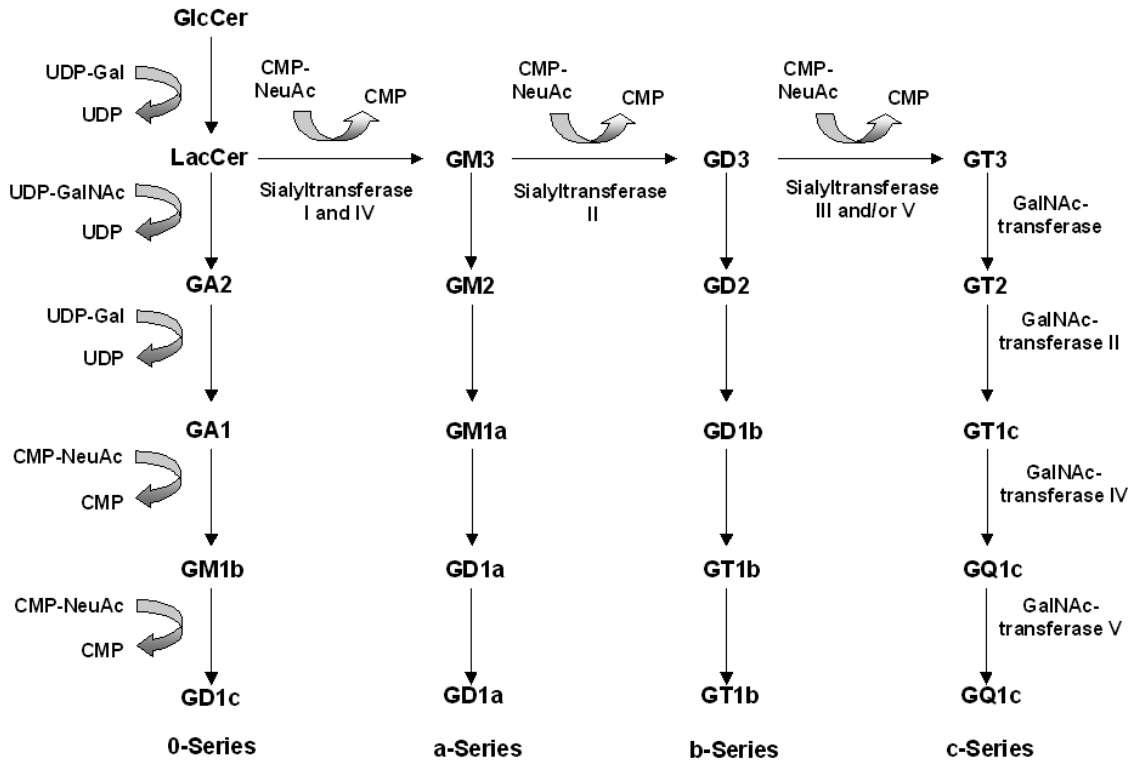 GlcCer
UDP-Gal
UDP
CMP-
NeuAc
CMP
CMP-
NeuAc
CMP
CMP-
NeuAc
CMP
LacCer
GM3
GD3
GT3
Sialyltransferase
I and IV
Sialyltransferase
II
Sialyltransferase
III and/or V
UDP-GalNAc
UDP
GalNAc-
transferase
GA2
GM2
GD2
GT2
UDP-Gal
UDP
GalNAc-
transferase II
GA1
GM1a
GD1b
GT1c
CMP-NeuAc
CMP
GalNAc-
transferase IV
GM1b
GD1a
GT1b
GQ1c
CMP-NeuAc
CMP
GalNAc-
transferase V
GD1c
GD1a
GT1b
GQ1c
0-Series
a-Series
b-Series
c-Series